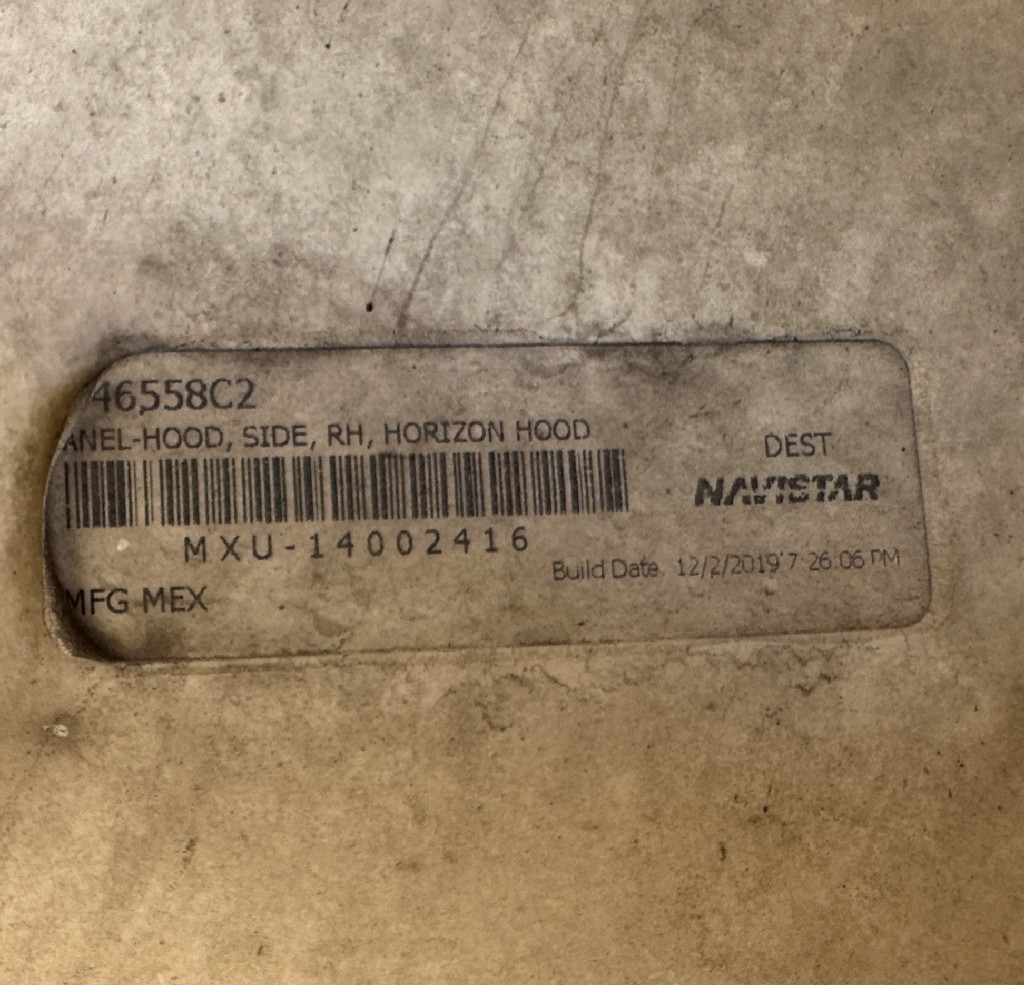 46558C2
ANEL-HOOD, SIDE, RH, HORIZON HOOD
DEST
NAVISTAR
MXU-14002416
Build Date 12/2/2019 7:26:06 PM
MFG MEX